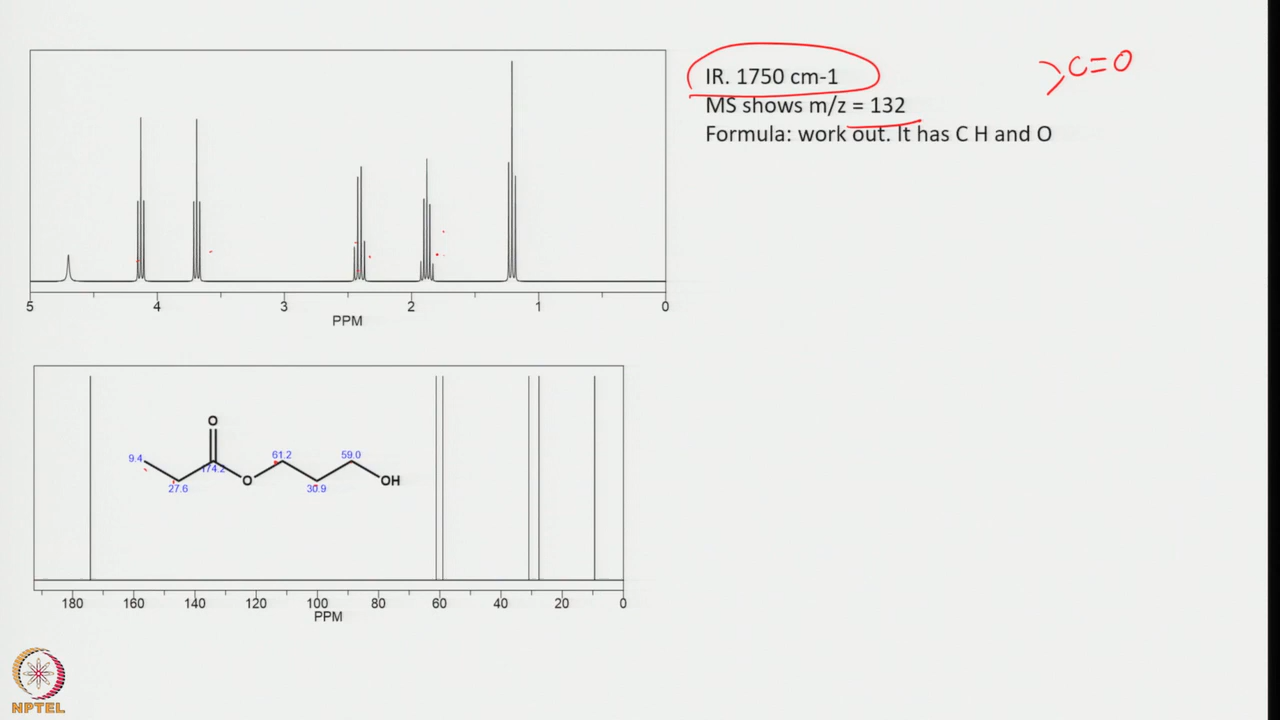 IR. 1750 cm-1
MS shows m/z = 132
Formula: work out. It has C H and O
C=O
5 4 3 2 1 0
PPM
O
9.4 174.2 61.2 59.0
27.6 O 30.9 OH
180 160 140 120 100 80 60 40 20 0
PPM
NPTEL